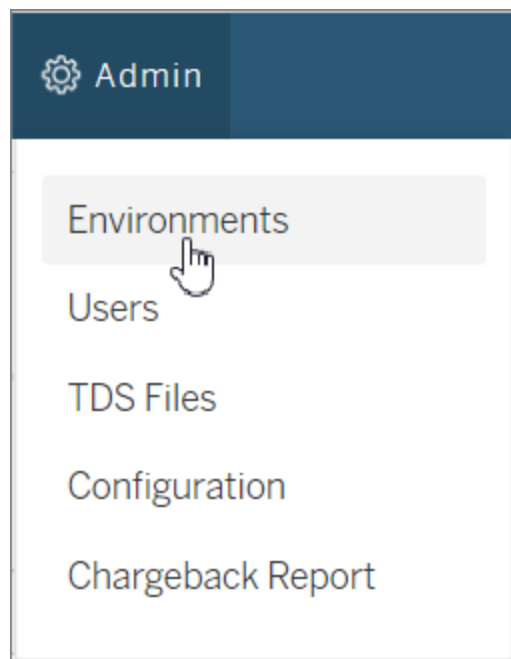 Admin
Environments
Users
TDS Files
Configuration
Chargeback Report